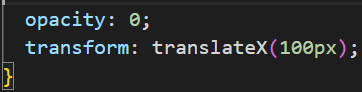 opacity: 0;
transform: translateX(100px);
}